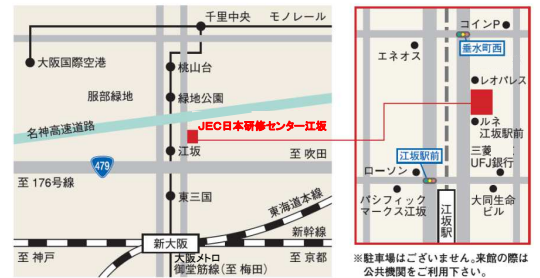 千里中央
モノレール
大阪国際空港
桃山台
服部緑地
緑地公園
名神高速道路
JEC日本研修センター江坂
江坂
至 吹田
479
至 176号線
東三国
東海道本線
新幹線
新大阪
至 神戸
大阪メトロ
御堂筋線(至 梅田)
至 京都
コインP
垂水町西
エネオス
レオパレス
ルネ
江坂駅前
江坂駅前
三菱
UFJ銀行
ローソン
パシフィック
マークス江坂
江坂駅
大同生命
ビル
※駐車場はございません。来館の際は
公共機関をご利用下さい。